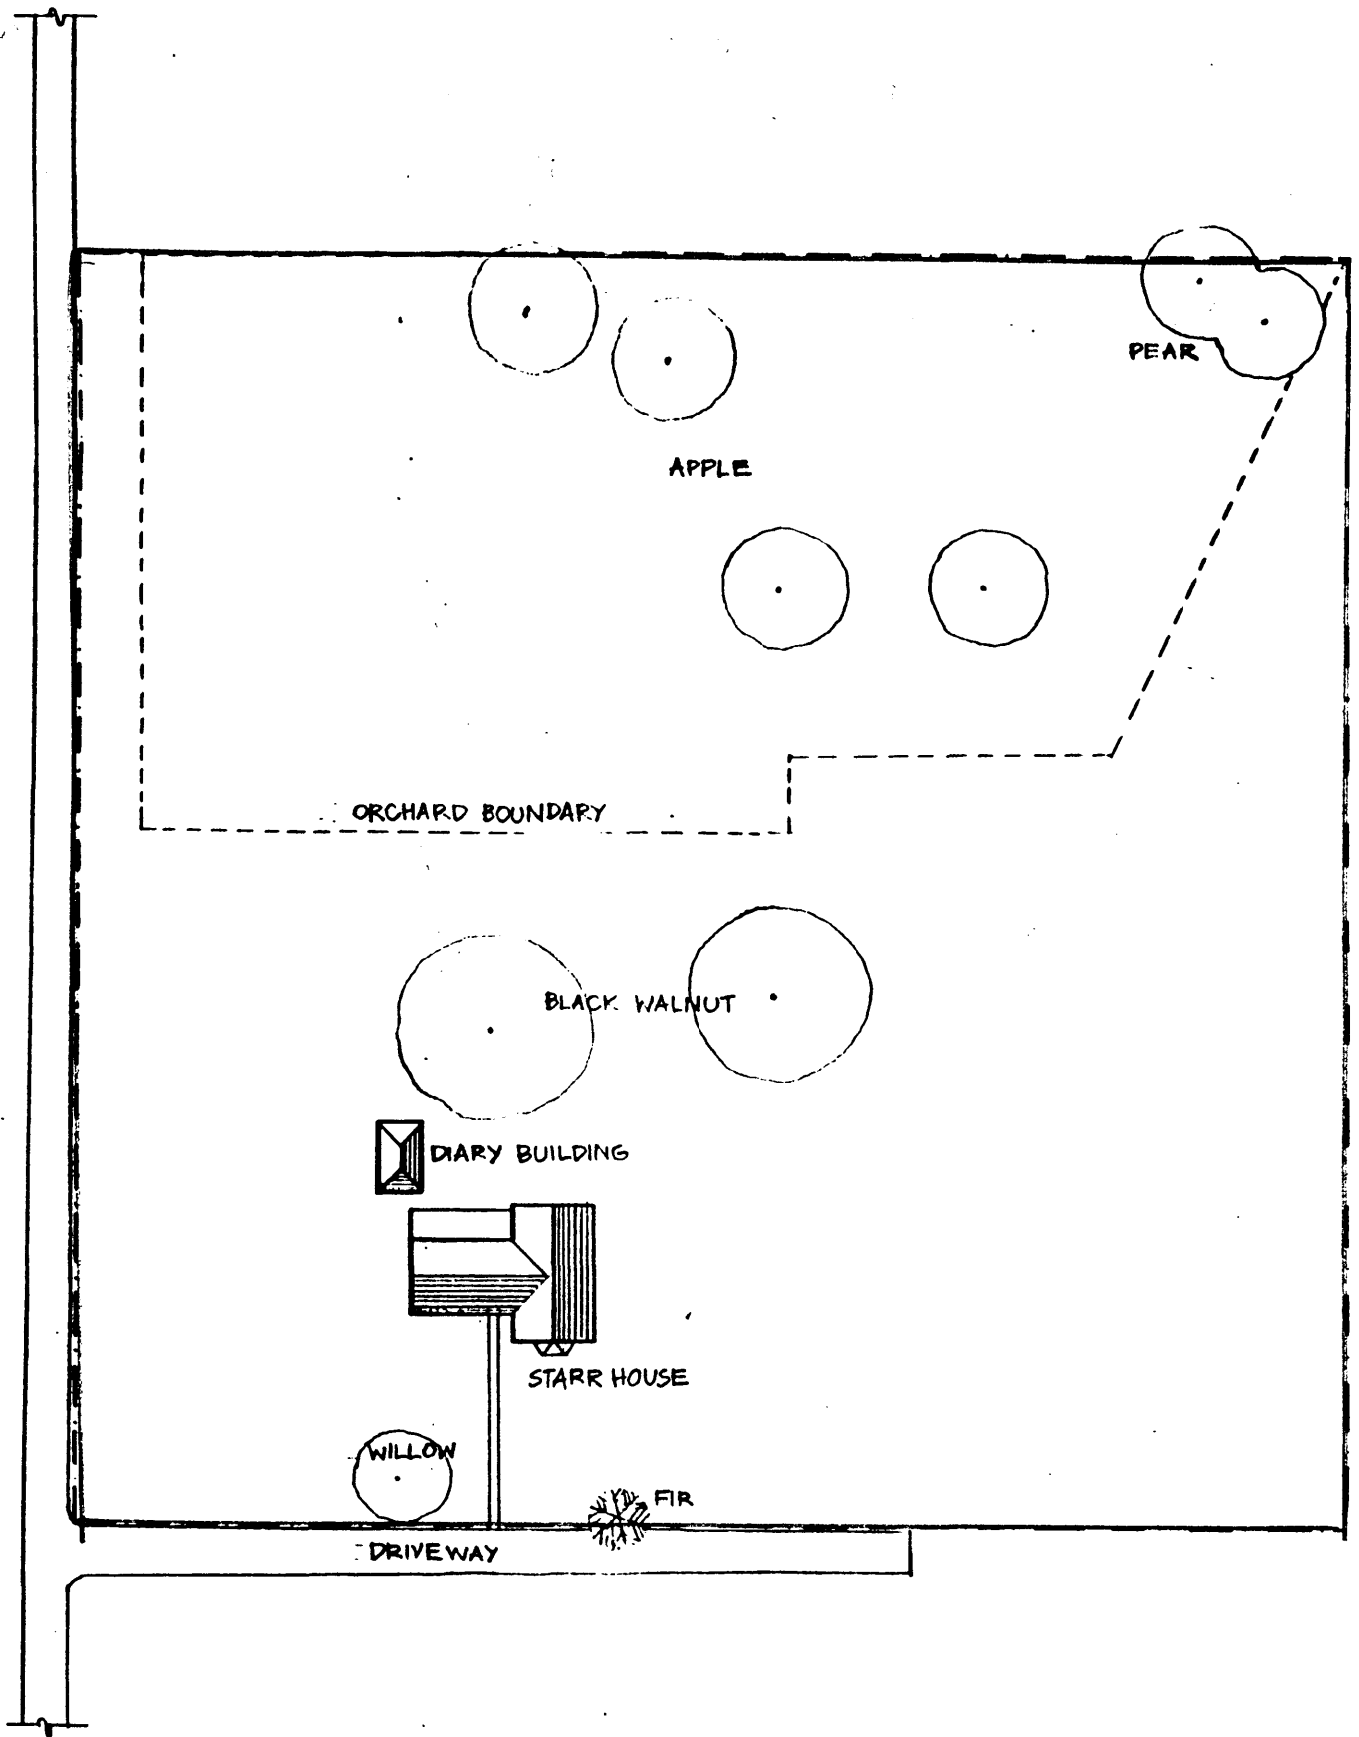 PEAR
APPLE
ORCHARD BOUNDARY
BLACK WALNUT
DIARY BUILDING
STARR HOUSE
WILLOW
FIR
DRIVEWAY